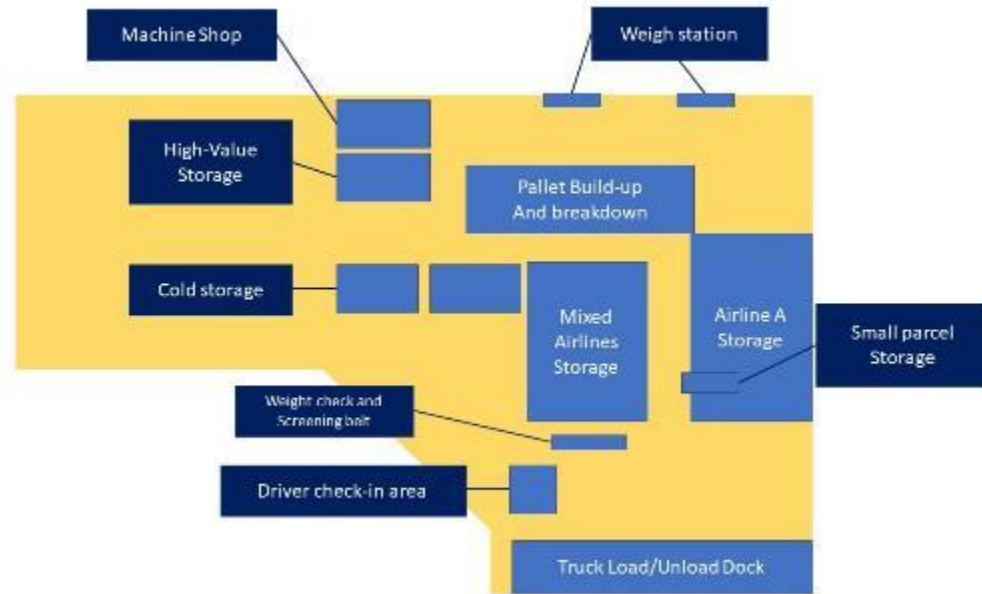 Machine Shop
Weigh station
High-Value
Storage
Pallet Build-up
And breakdown
Cold storage
Mixed
Airlines
Storage
Airline A
Storage
Small parcel
Storage
Weight check and
Screening belt
Driver check-in area
Truck Load/Unload Dock